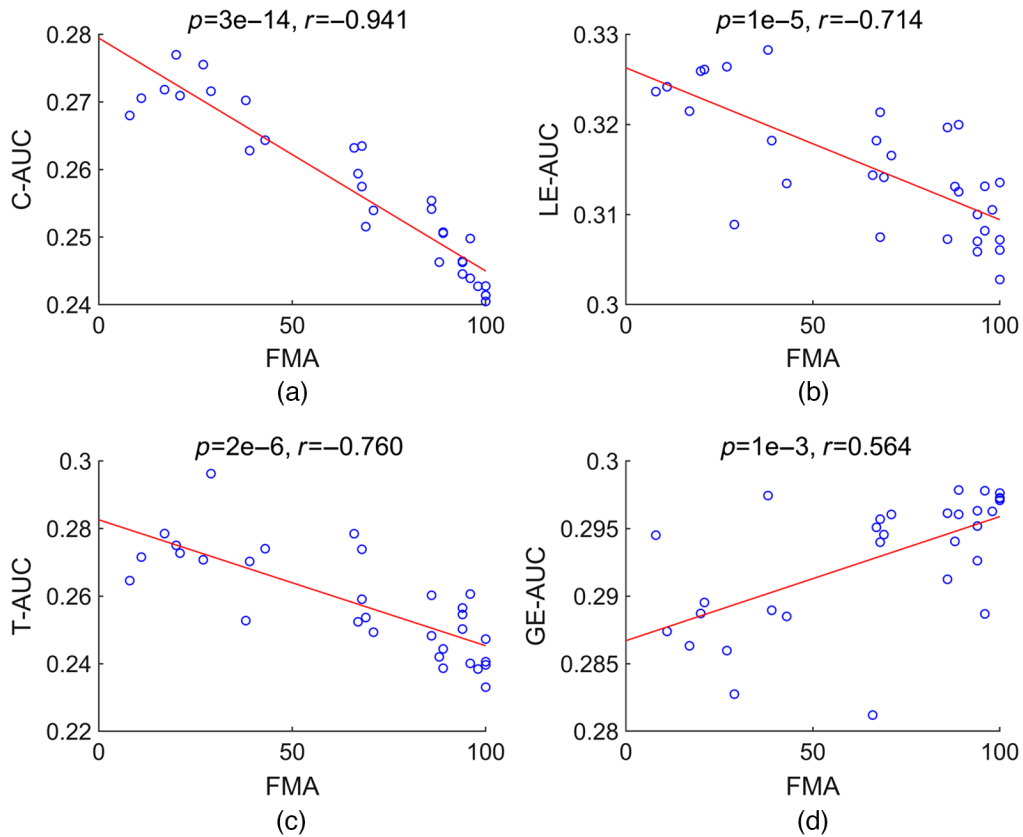 p=3e−14, r=−0.941
0.28
0.27
0.26
0.25
0.24
C-AUC
0
50
100
FMA
(a)
p=1e−5, r=−0.714
0.33
0.32
0.31
0.3
LE-AUC
0
50
100
FMA
(b)
p=2e−6, r=−0.760
0.3
0.28
0.26
0.24
0.22
T-AUC
0
50
100
FMA
(c)
p=1e−3, r=0.564
0.3
0.295
0.29
0.285
0.28
GE-AUC
0
50
100
FMA
(d)